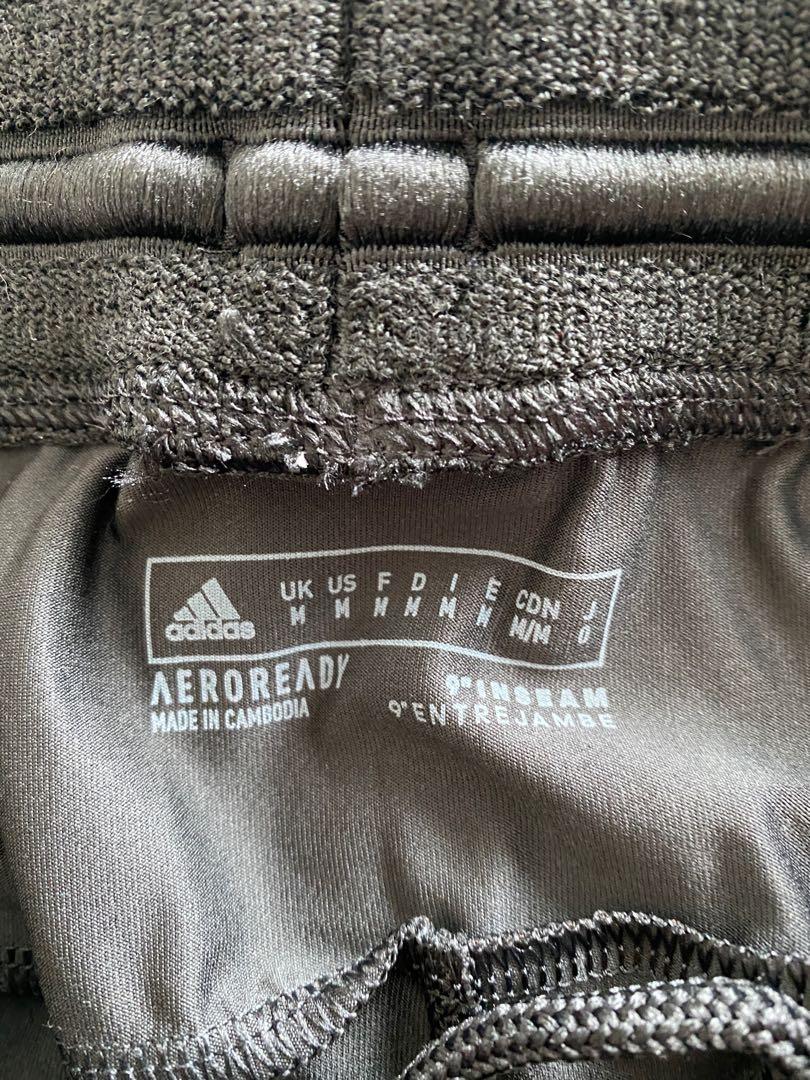 adidas
UK US F D I E CDN J
M M M M M M M/M O
AEROREADY
MADE IN CAMBODIA
9" INSEAM
9" ENTREJAMBE